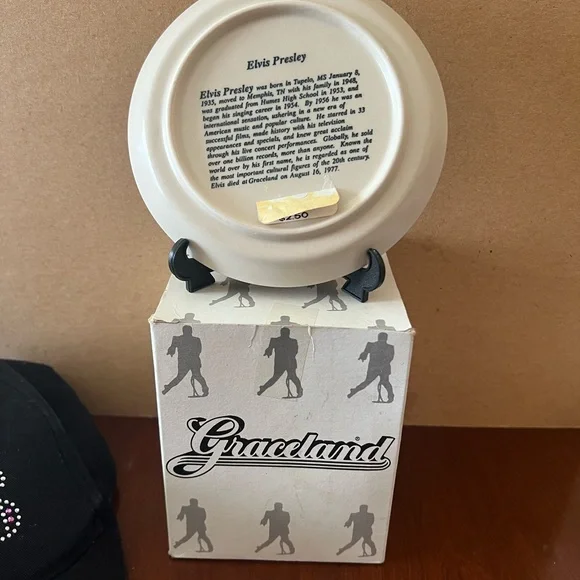 Elvis Presley
Elvis Presley was born in Tupelo, MS January 8,
1935, moved to Memphis, TN with his family in 1948,
was graduated from Humes High School in 1953, and
began his singing career in 1954. By 1956 he was an
international sensation, ushering in a new era of
American music and popular culture. He starred in 33
successful films, made history with his television
appearances and specials, and knew great acclaim
through his live concert performances. Globally, he sold
over one billion records, more than anyone. Known the
world over by his first name, he is regarded as one of
the most important cultural figures of the 20th century.
Elvis died at Graceland on August 16, 1977.
$2.50
Graceland®